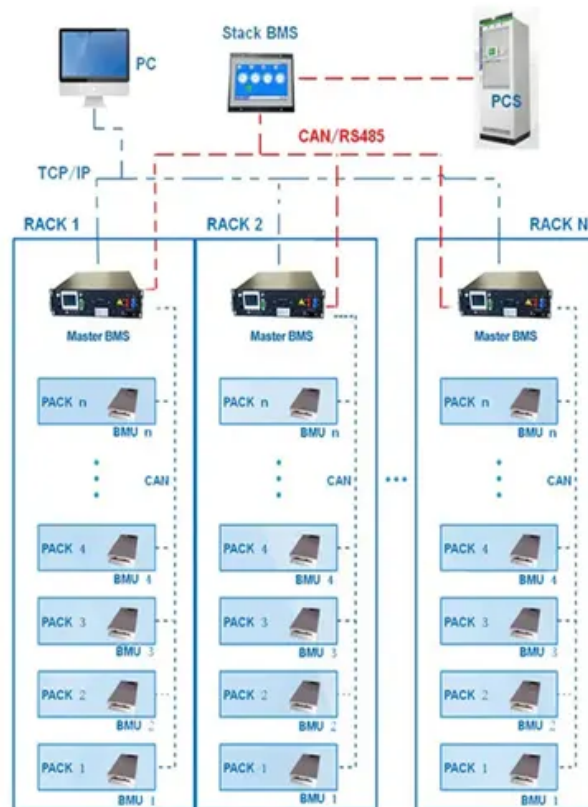 Stack BMS
PC
PCS
CAN/RS485
TCP/IP
RACK 1
RACK 2
RACK N
Master BMS
Master BMS
Master BMS
PACK n
BMU n
PACK n
BMU n
PACK n
BMU n
CAN
CAN
CAN
PACK 4
BMU 4
PACK 4
BMU 4
PACK 4
BMU 4
PACK 3
BMU 3
PACK 3
BMU 3
PACK 3
BMU 3
PACK 2
BMU 2
PACK 2
BMU 2
PACK 2
BMU 2
PACK 1
BMU 1
PACK 1
BMU 1
PACK 1
BMU 1